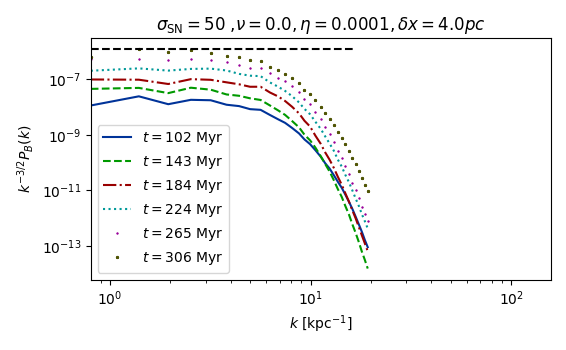 σ_SN = 50 , ν = 0.0, η = 0.0001, δx = 4.0pc
k^{-3/2}P_B(k)
10^{-7}
10^{-9}
10^{-11}
10^{-13}
t = 102 Myr
t = 143 Myr
t = 184 Myr
t = 224 Myr
t = 265 Myr
t = 306 Myr
10^0
10^1
10^2
k [kpc^{-1}]